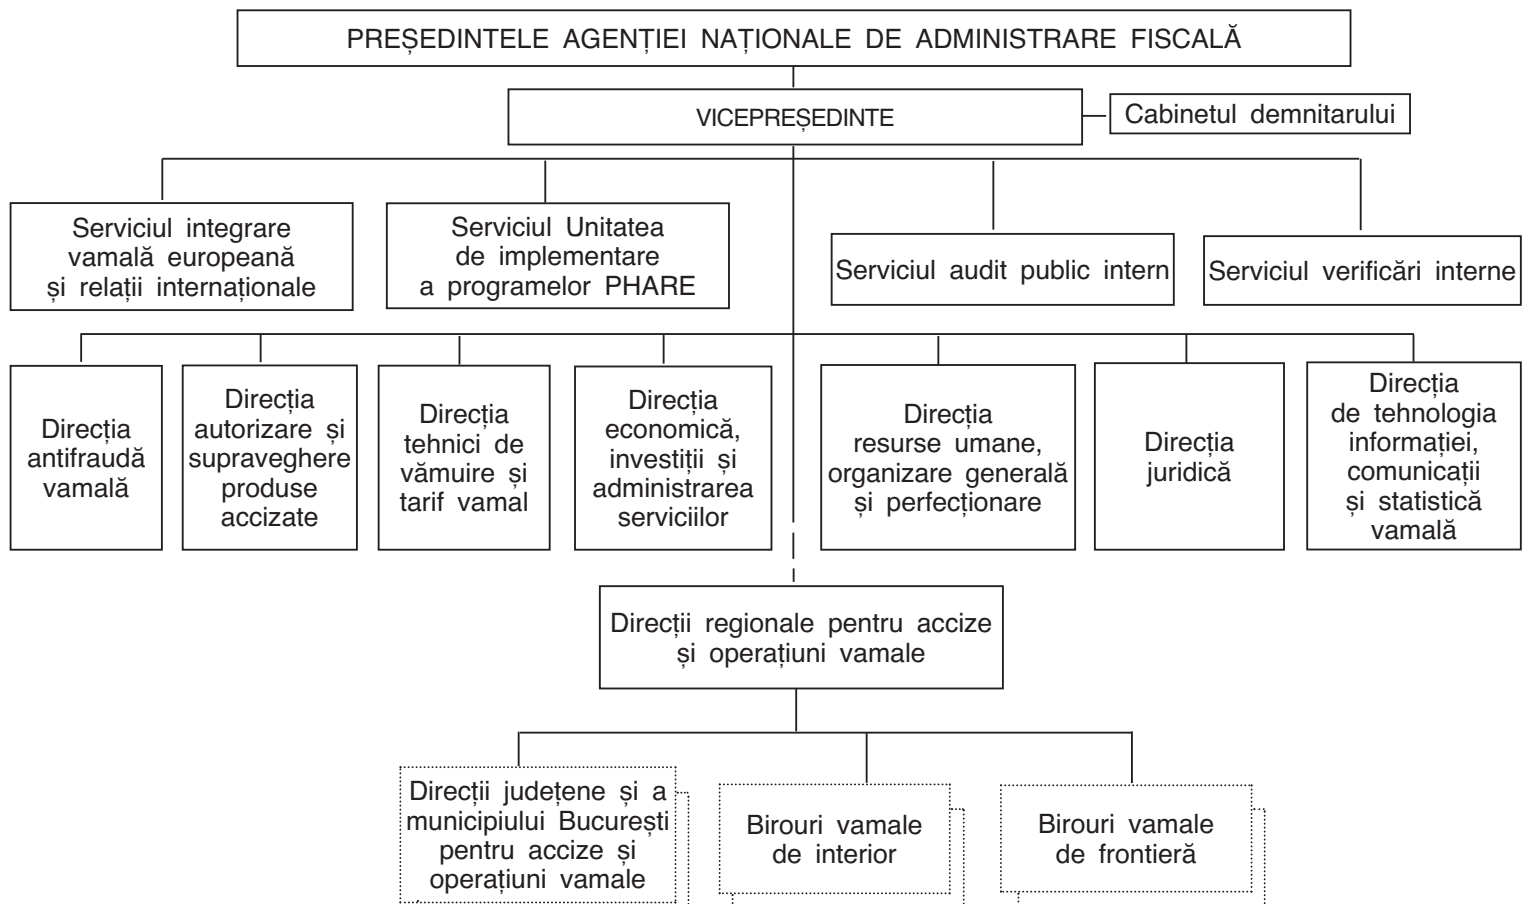 PREȘEDINTELE AGENȚIEI NAȚIONALE DE ADMINISTRARE FISCALĂ
VICEPREȘEDINTE
Cabinetul demnitarului
Serviciul integrare
vamală europeană
și relații internaționale
Serviciul Unitatea
de implementare
a programelor PHARE
Serviciul audit public intern
Serviciul verificări interne
Direcția
antifraudă
vamală
Direcția
autorizare și
supraveghere
produse
accizate
Direcția
tehnici de
vămuire și
tarif vamal
Direcția
economică,
investiții și
administrarea
serviciilor
Direcția
resurse umane,
organizare generală
și perfecționare
Direcția
juridică
Direcția
de tehnologia
informației,
comunicații
și statistică
vamală
Direcții regionale pentru accize
și operațiuni vamale
Direcții județene și a
municipiului București
pentru accize și
operațiuni vamale
Birouri vamale
de interior
Birouri vamale
de frontieră